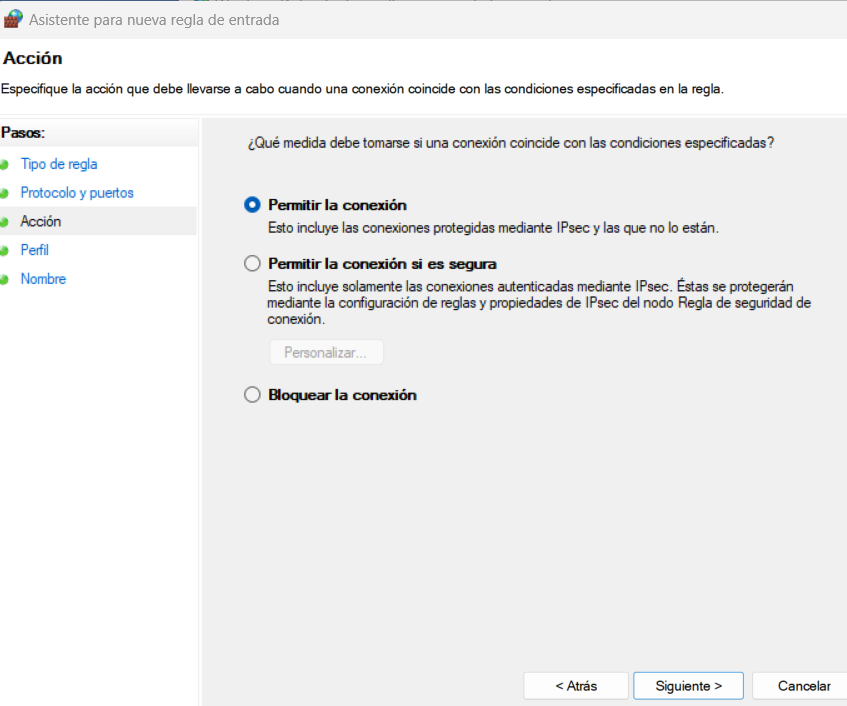 Asistente para nueva regla de entrada
Acción
Especifique la acción que debe llevarse a cabo cuando una conexión coincide con las condiciones especificadas en la regla.
Pasos:
Tipo de regla
Protocolo y puertos
Acción
Perfil
Nombre
¿Qué medida debe tomarse si una conexión coincide con las condiciones especificadas?
Permitir la conexión
Esto incluye las conexiones protegidas mediante IPsec y las que no lo están.
Permitir la conexión si es segura
Esto incluye solamente las conexiones autenticadas mediante IPsec. Éstas se protegerán
mediante la configuración de reglas y propiedades de IPsec del nodo Regla de seguridad de
conexión.
Personalizar...
Bloquear la conexión
< Atrás
Siguiente >
Cancelar